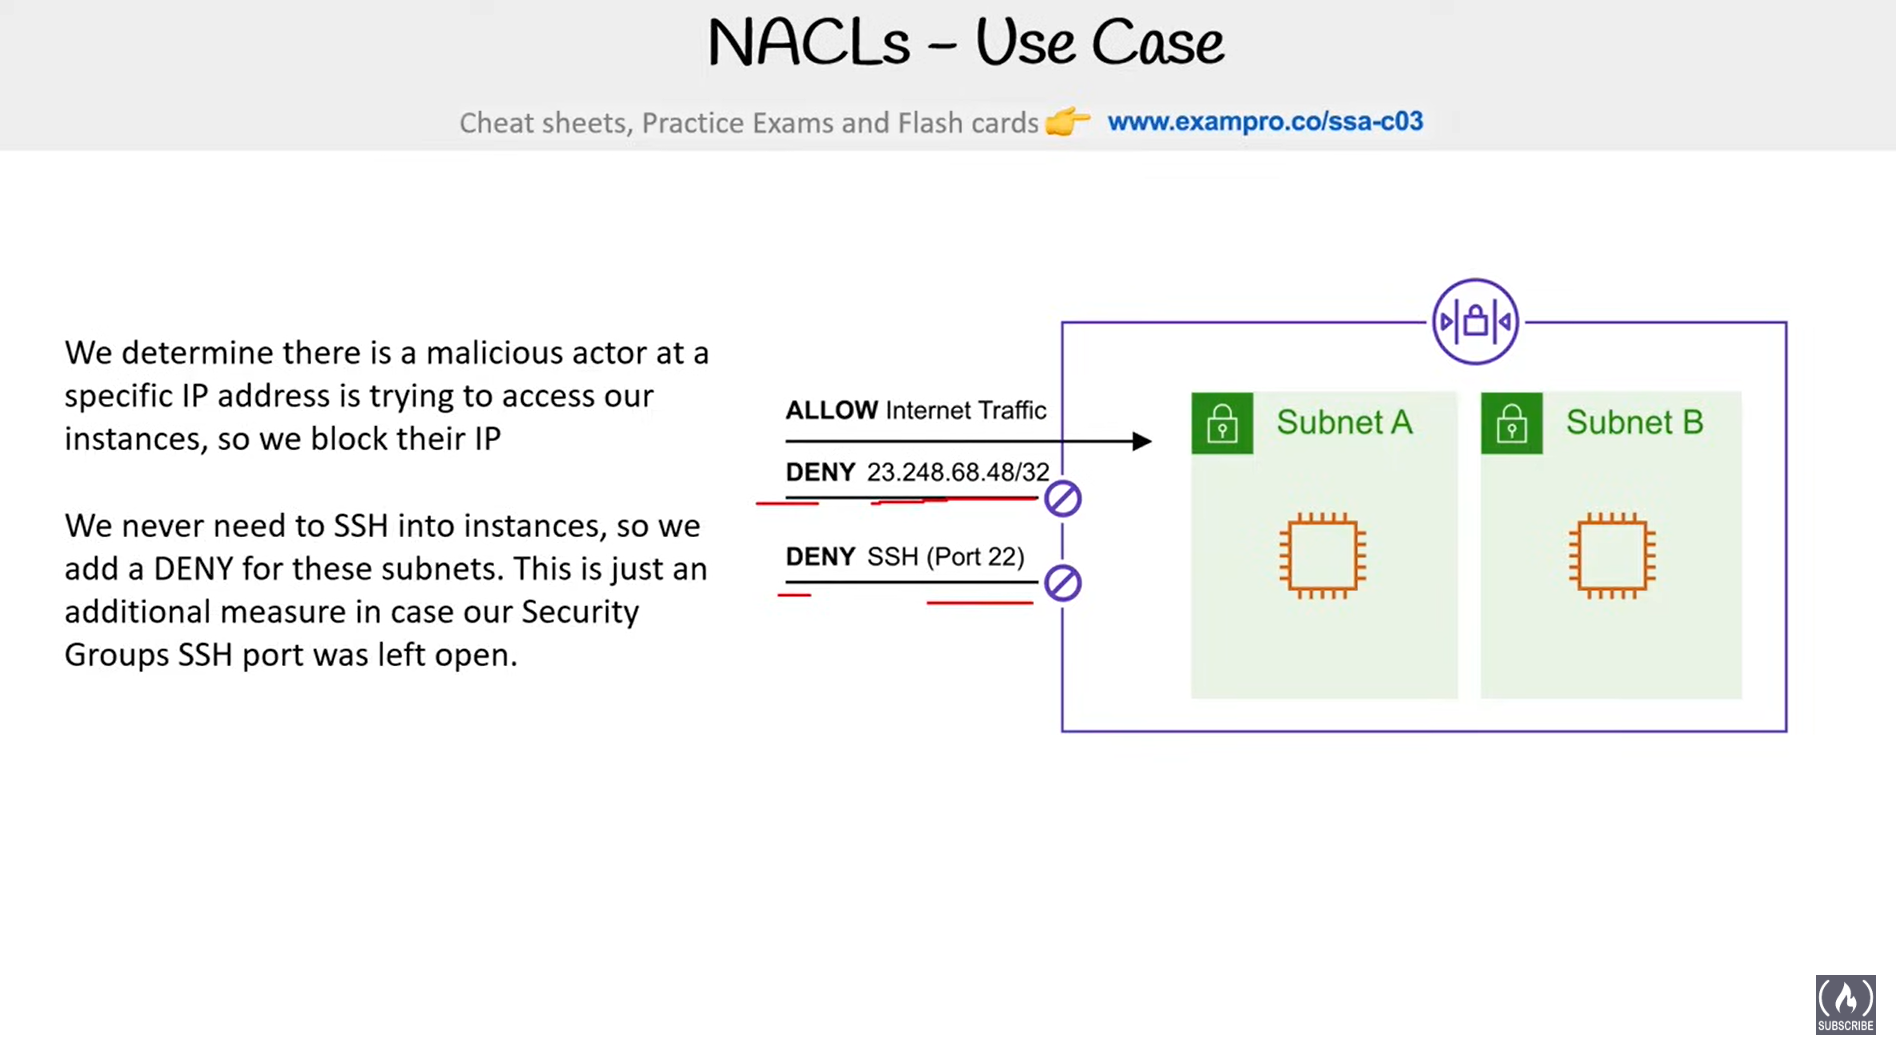 NACLs – Use Case
Cheat sheets, Practice Exams and Flash cards www.exampro.co/ssa-c03
We determine there is a malicious actor at a
specific IP address is trying to access our
instances, so we block their IP
We never need to SSH into instances, so we
add a DENY for these subnets. This is just an
additional measure in case our Security
Groups SSH port was left open.
ALLOW Internet Traffic
DENY 23.248.68.48/32
DENY SSH (Port 22)
Subnet A
Subnet B
SUBSCRIBE